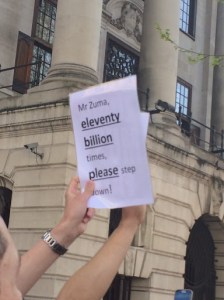 Mr Zuma,
eleventy
billion
times,
please step
down!